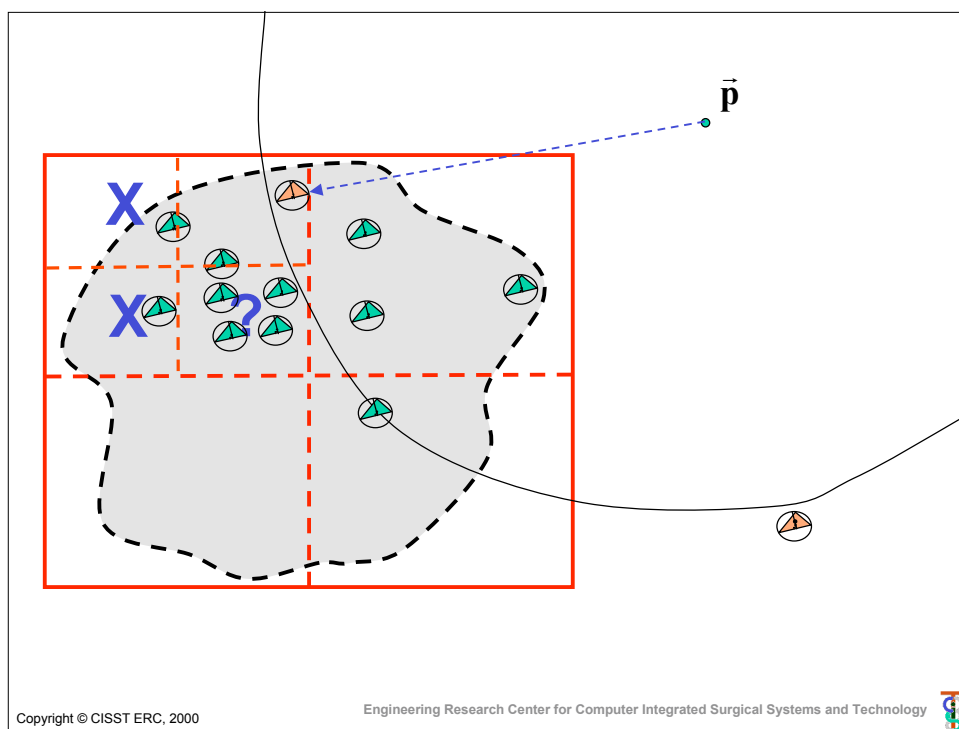 p
X
X
?
Engineering Research Center for Computer Integrated Surgical Systems and Technology
Copyright © CISST ERC, 2000